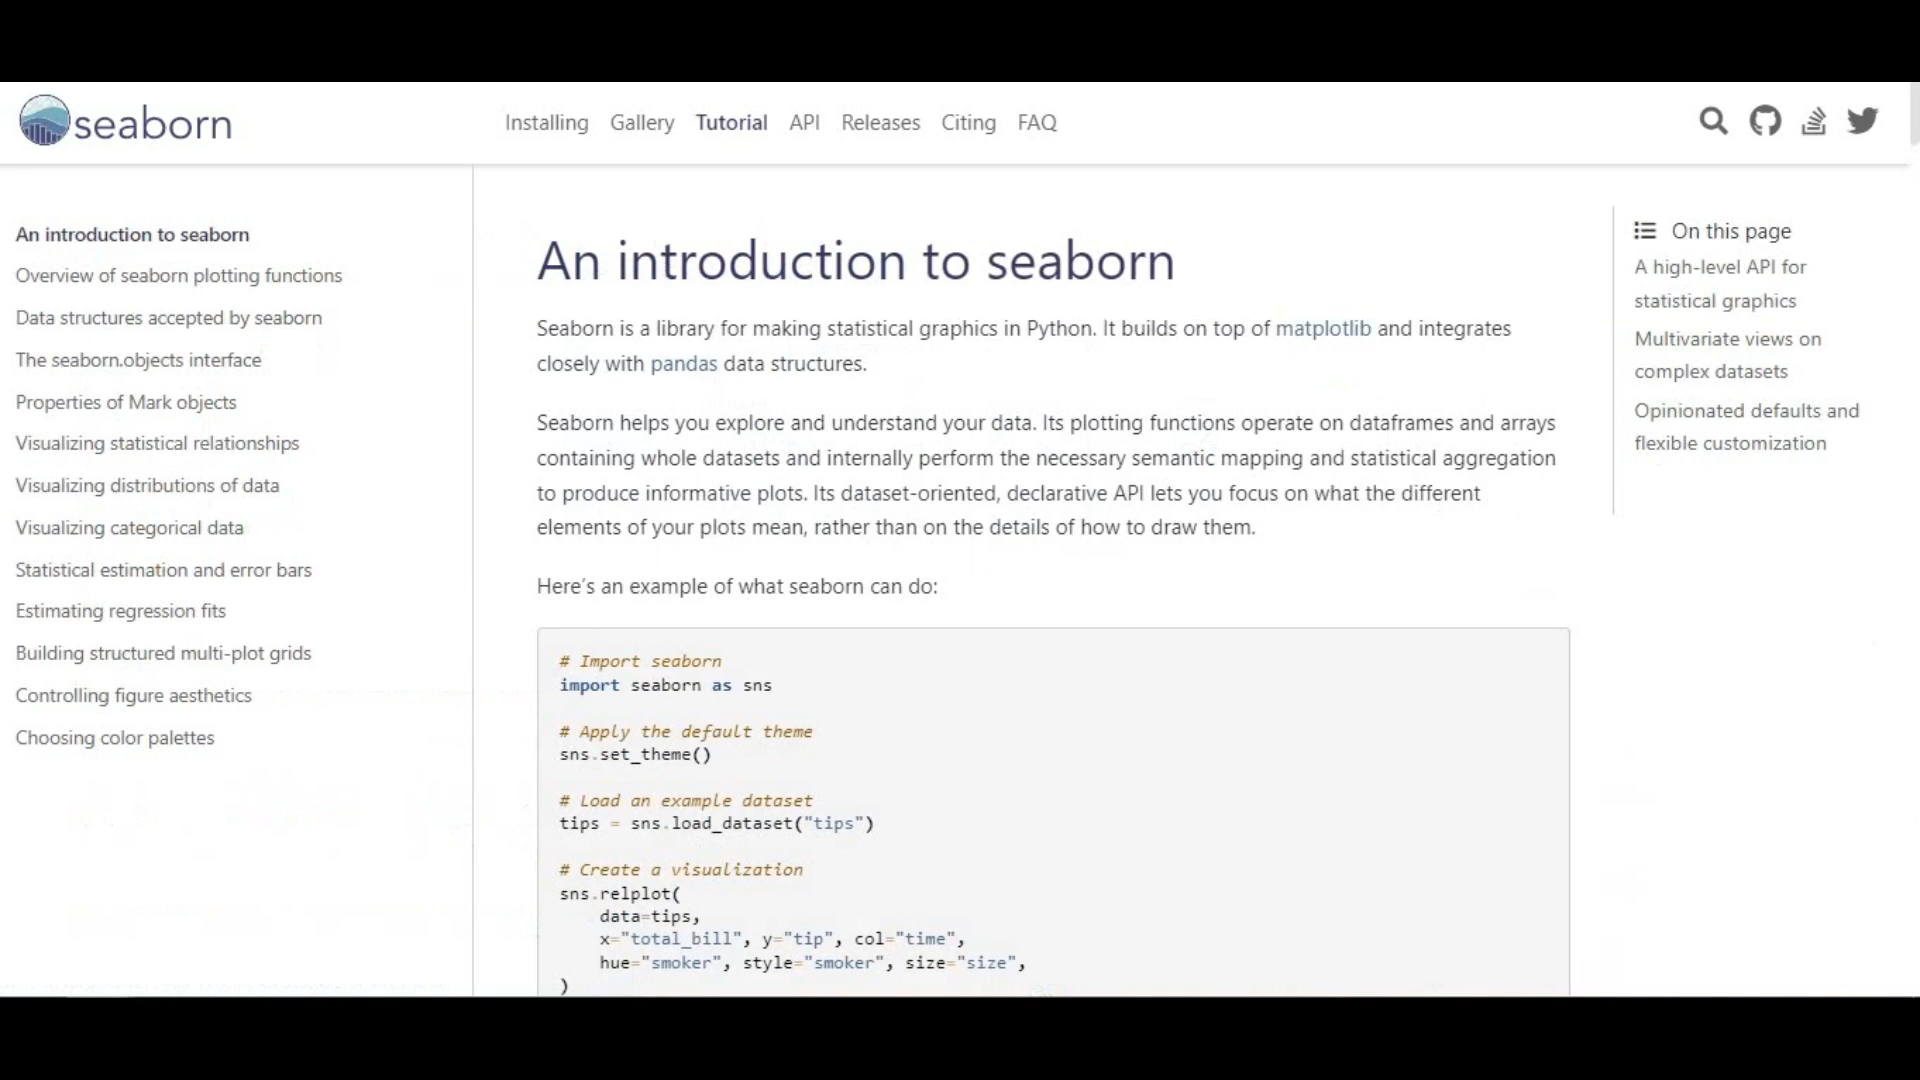 seaborn
Installing Gallery Tutorial API Releases Citing FAQ
An introduction to seaborn
Overview of seaborn plotting functions
Data structures accepted by seaborn
The seaborn.objects interface
Properties of Mark objects
Visualizing statistical relationships
Visualizing distributions of data
Visualizing categorical data
Statistical estimation and error bars
Estimating regression fits
Building structured multi-plot grids
Controlling figure aesthetics
Choosing color palettes
An introduction to seaborn
Seaborn is a library for making statistical graphics in Python. It builds on top of matplotlib and integrates
closely with pandas data structures.
Seaborn helps you explore and understand your data. Its plotting functions operate on dataframes and arrays
containing whole datasets and internally perform the necessary semantic mapping and statistical aggregation
to produce informative plots. Its dataset-oriented, declarative API lets you focus on what the different
elements of your plots mean, rather than on the details of how to draw them.
Here's an example of what seaborn can do:
# Import seaborn
import seaborn as sns
# Apply the default theme
sns.set_theme()
# Load an example dataset
tips = sns.load_dataset("tips")
# Create a visualization
sns.relplot(
    data=tips,
    x="total_bill", y="tip", col="time",
    hue="smoker", style="smoker", size="size",
)
On this page
A high-level API for
statistical graphics
Multivariate views on
complex datasets
Opinionated defaults and
flexible customization